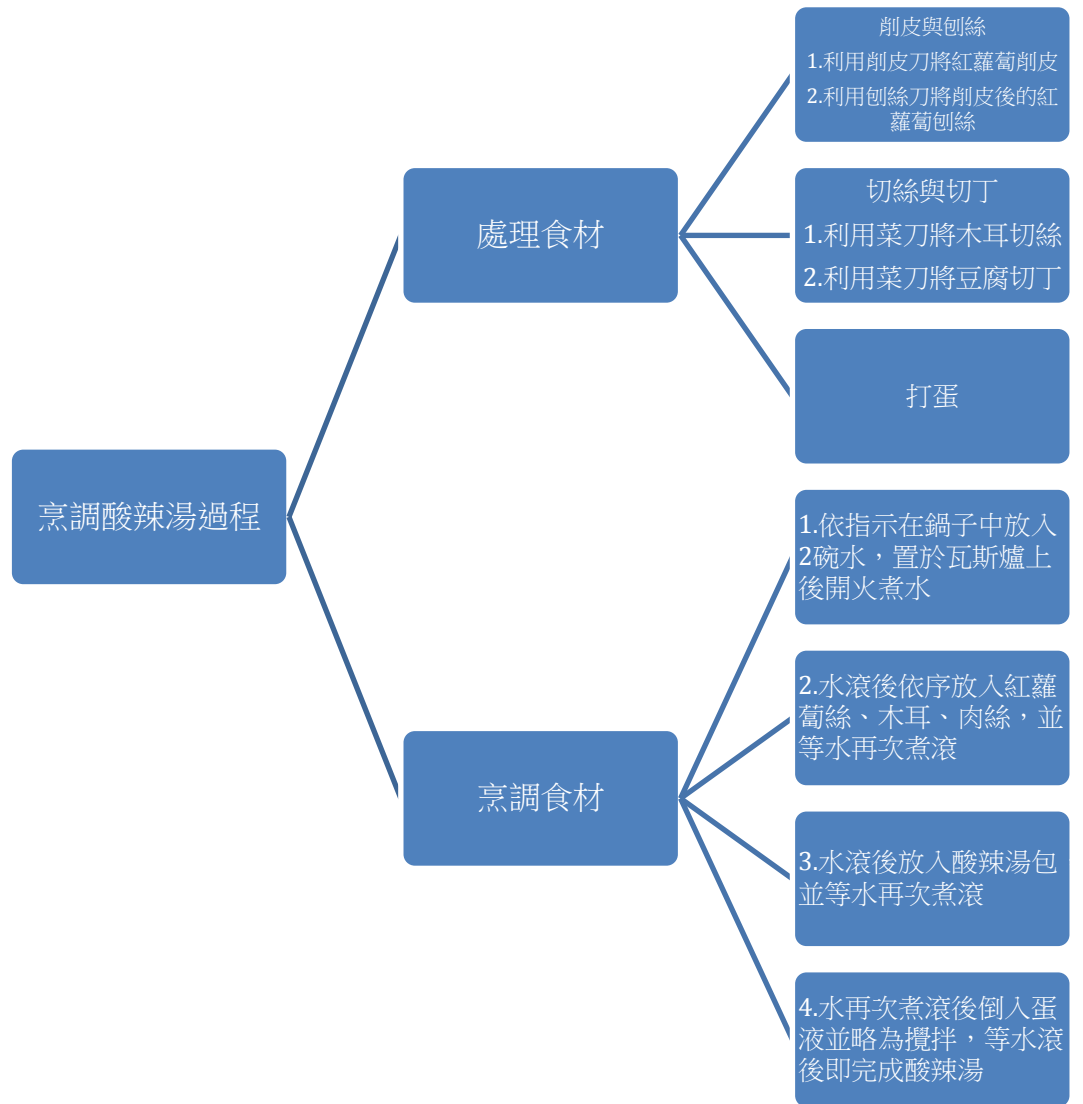 烹調酸辣湯過程
處理食材
削皮與刨絲
1.利用削皮刀將紅蘿蔔削皮
2.利用刨絲刀將削皮後的紅
蘿蔔刨絲
切絲與切丁
1.利用菜刀將木耳切絲
2.利用菜刀將豆腐切丁
打蛋
烹調食材
1.依指示在鍋子中放入
2碗水，置於瓦斯爐上
後開火煮水
2.水滾後依序放入紅蘿
蔔絲、木耳、肉絲，並
等水再次煮滾
3.水滾後放入酸辣湯包
並等水再次煮滾
4.水再次煮滾後倒入蛋
液並略為攪拌，等水滾
後即完成酸辣湯